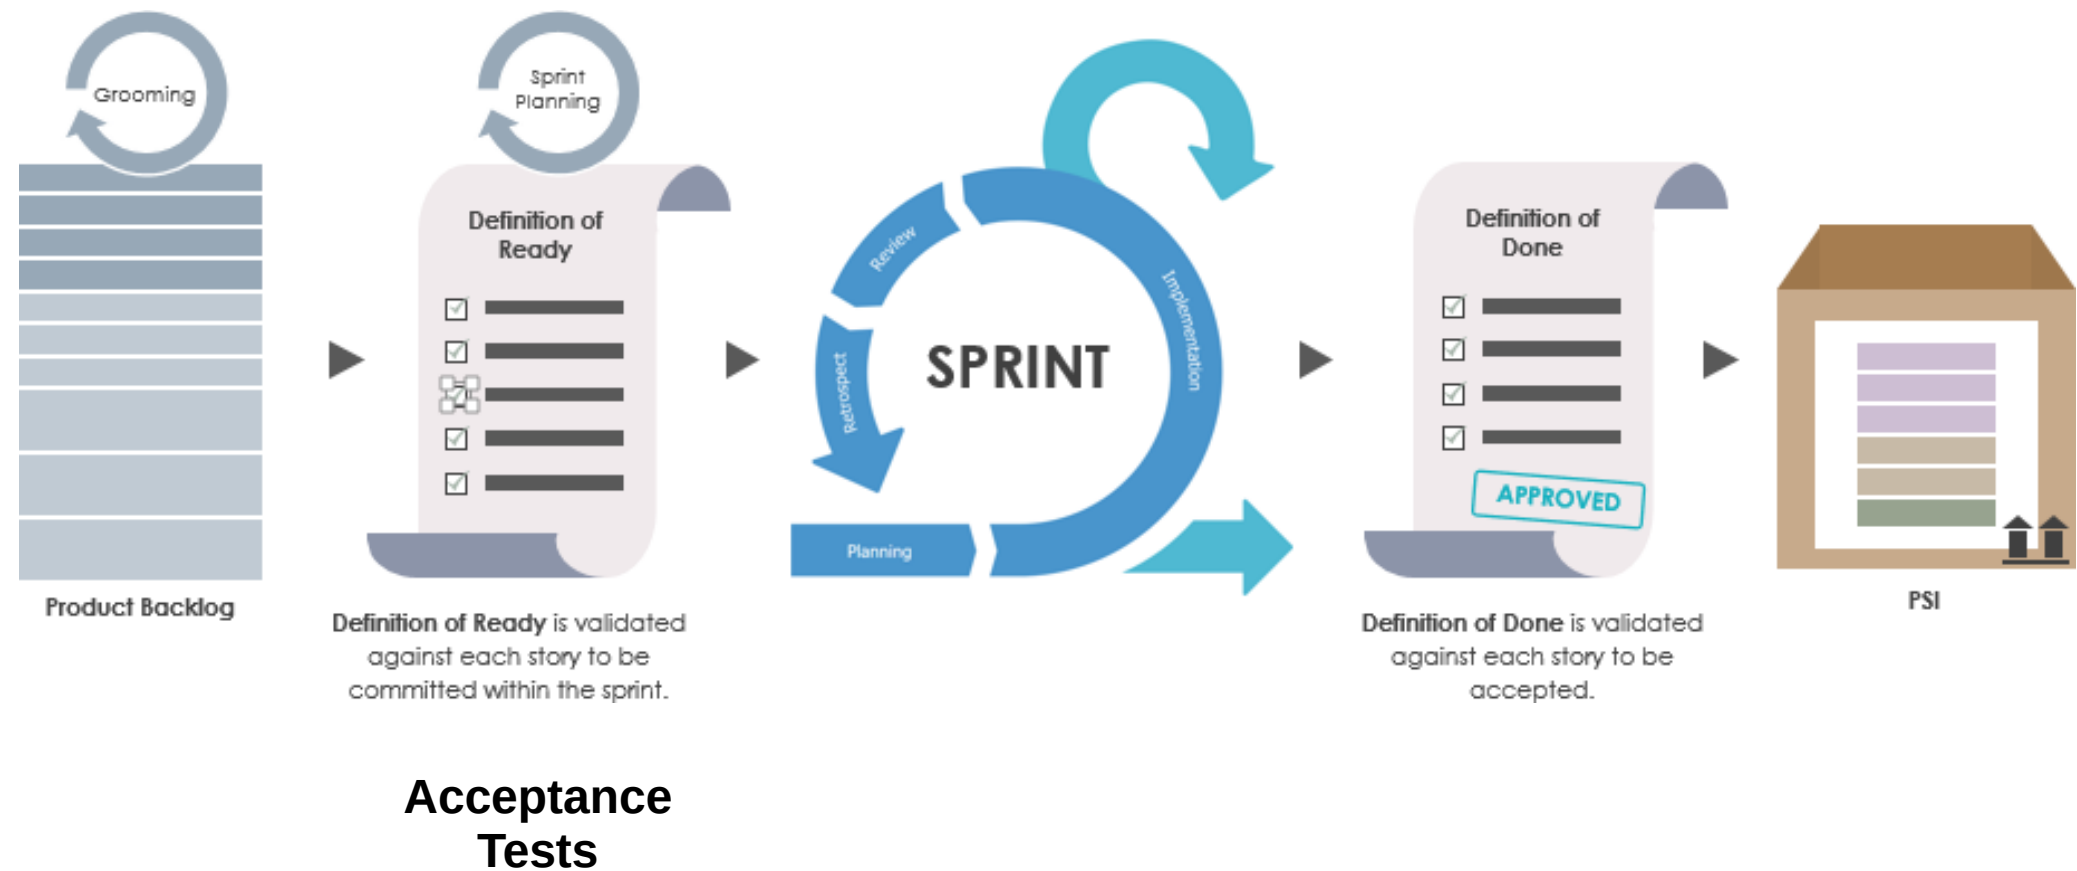 Grooming
Product Backlog
Sprint
Planning
Definition of
Ready
Definition of Ready is validated
against each story to be
committed within the sprint.
Acceptance
Tests
SPRINT
Planning
Implementation
Review
Retrospect
Definition of
Done
APPROVED
Definition of Done is validated
against each story to be
accepted.
PSI